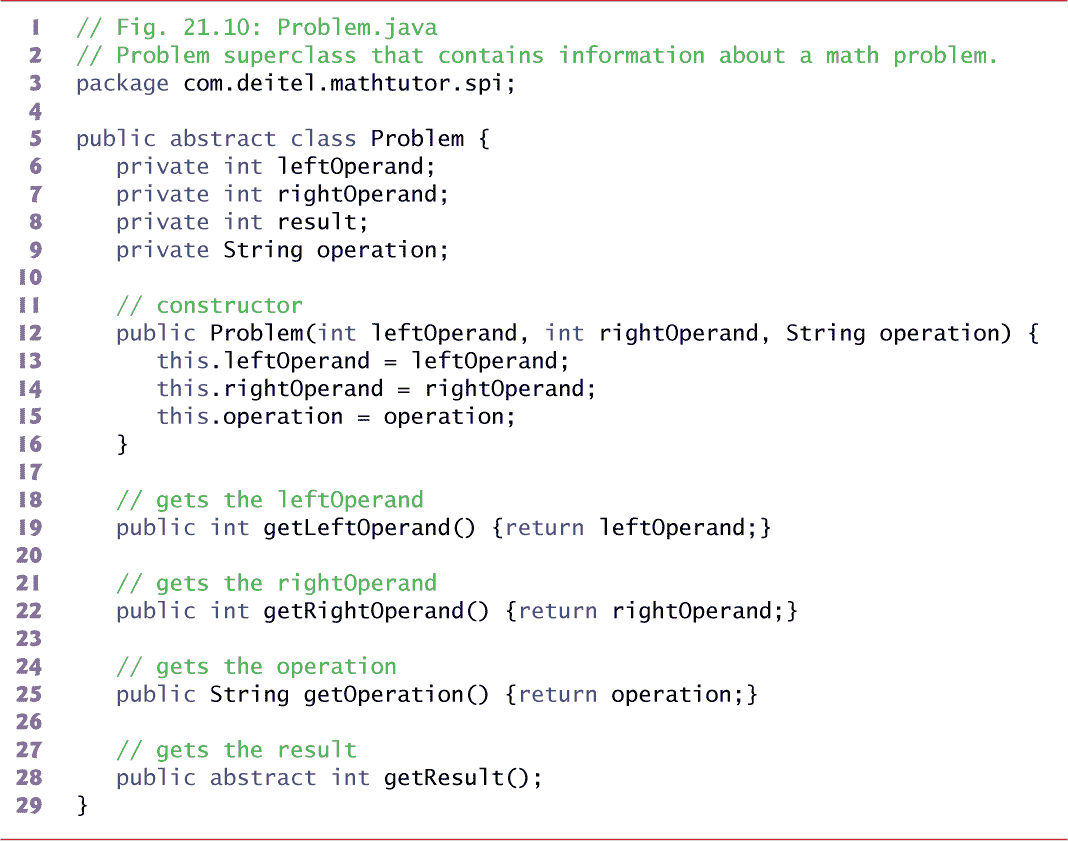 1 // Fig. 21.10: Problem.java
2 // Problem superclass that contains information about a math problem.
3 package com.deitel.mathtutor.spi;
4
5 public abstract class Problem {
6    private int leftOperand;
7    private int rightOperand;
8    private int result;
9    private String operation;
10
11    // constructor
12    public Problem(int leftOperand, int rightOperand, String operation) {
13       this.leftOperand = leftOperand;
14       this.rightOperand = rightOperand;
15       this.operation = operation;
16    }
17
18    // gets the leftOperand
19    public int getLeftOperand() {return leftOperand;}
20
21    // gets the rightOperand
22    public int getRightOperand() {return rightOperand;}
23
24    // gets the operation
25    public String getOperation() {return operation;}
26
27    // gets the result
28    public abstract int getResult();
29 }